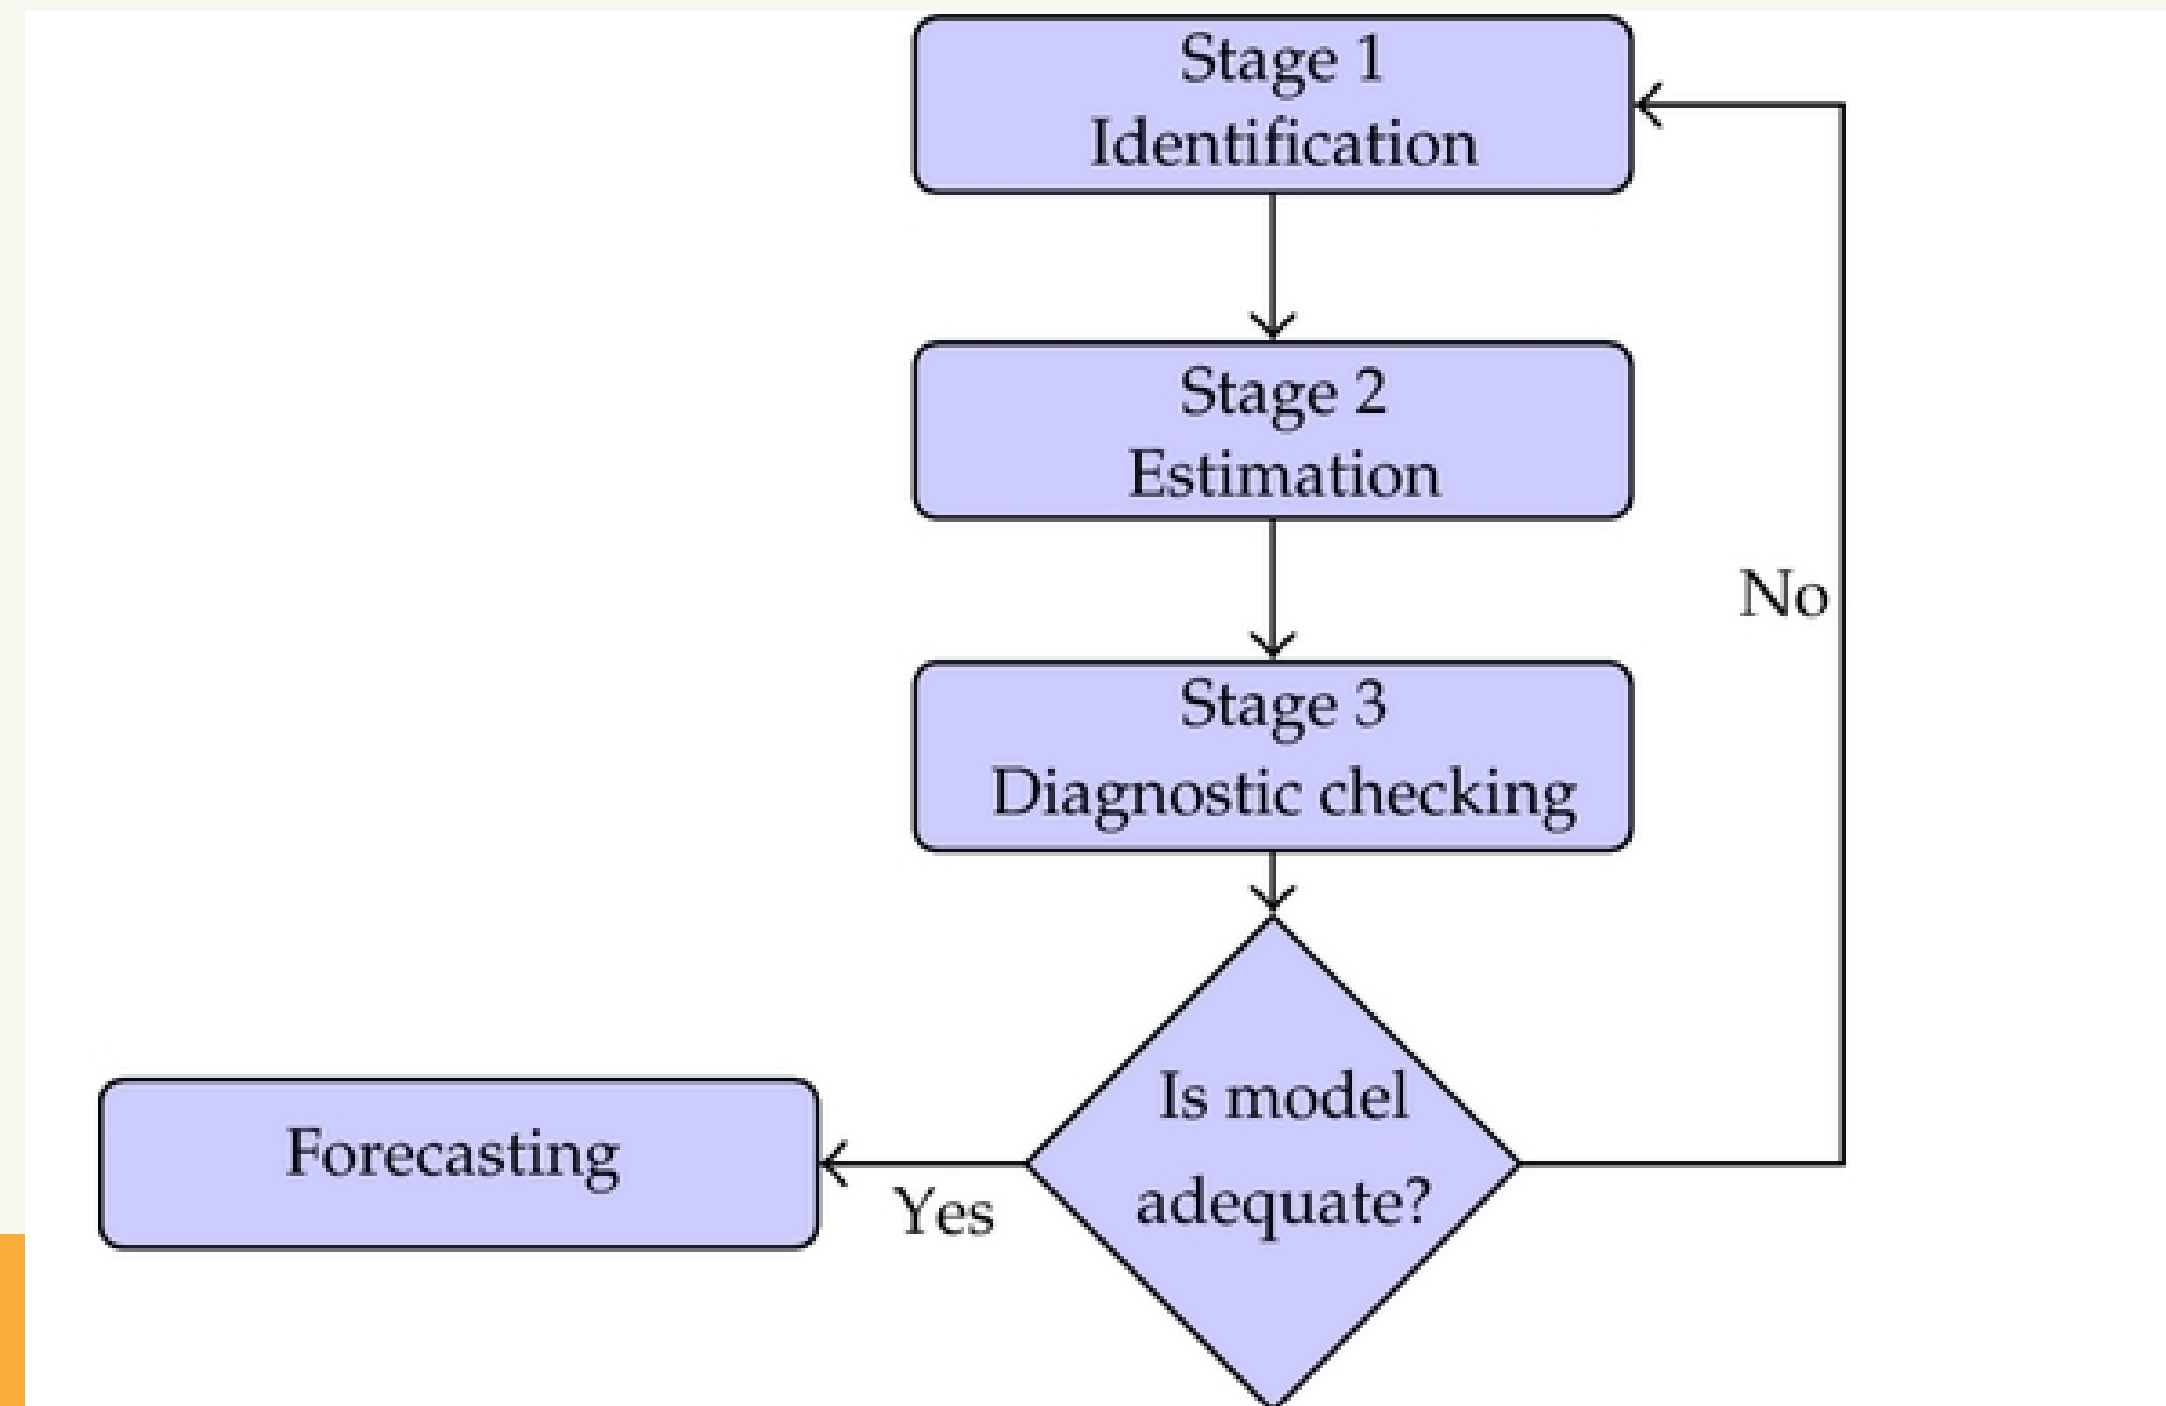 Stage 1
Identification
Stage 2
Estimation
No
Stage 3
Diagnostic checking
Is model
adequate?
Forecasting
Yes